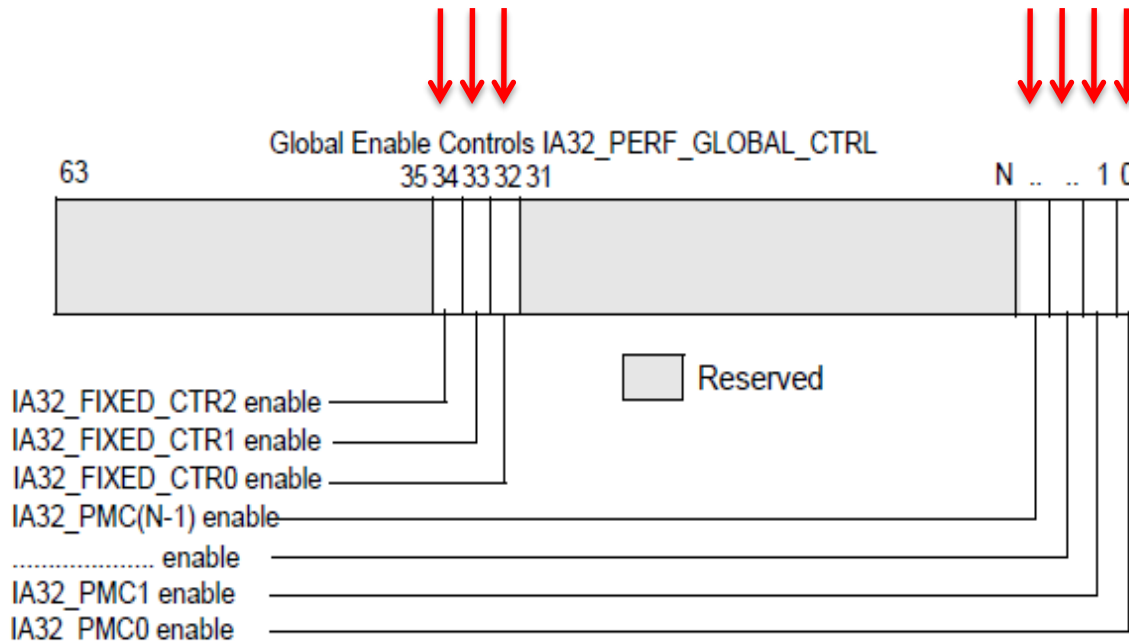 Global Enable Controls IA32_PERF_GLOBAL_CTRL
63 35 34 33 32 31 N .. .. 1 0
Reserved
IA32_FIXED_CTR2 enable
IA32_FIXED_CTR1 enable
IA32_FIXED_CTR0 enable
IA32_PMC(N-1) enable
................... enable
IA32_PMC1 enable
IA32_PMC0 enable